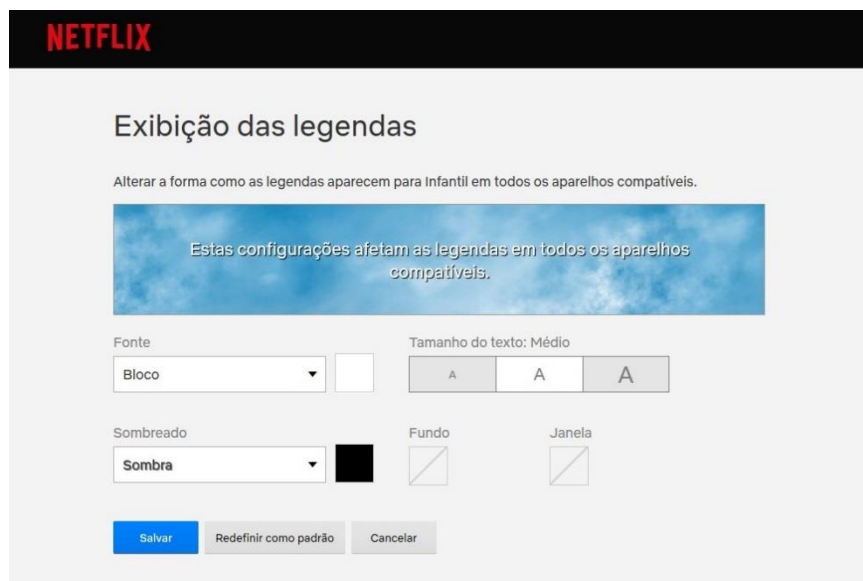 NETFLIX
Exibição das legendas
Alterar a forma como as legendas aparecem para Infantil em todos os aparelhos compatíveis.
Estas configurações afetam as legendas em todos os aparelhos
compatíveis.
Fonte
Tamanho do texto: Médio
Bloco
A
A
A
Sombreado
Fundo
Janela
Sombra
Salvar
Redefinir como padrão
Cancelar